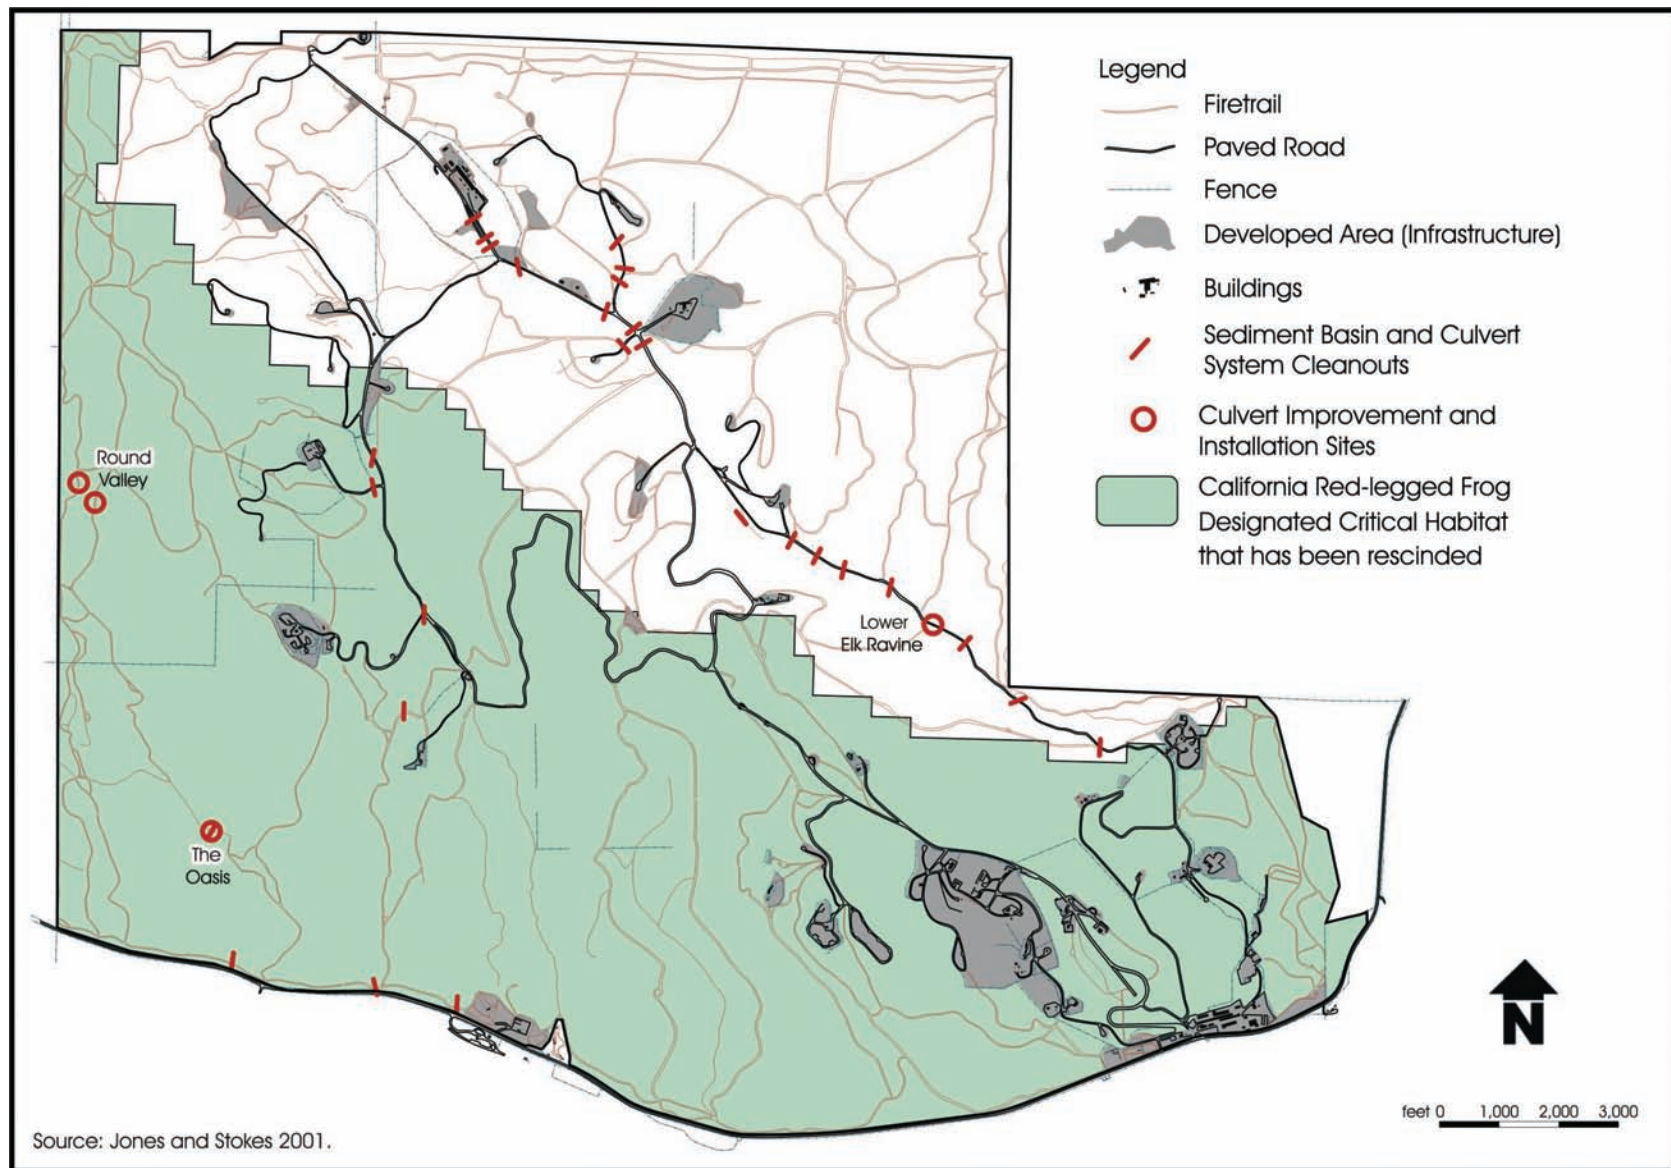 Legend
Firetrail
Paved Road
Fence
Developed Area (Infrastructure)
Buildings
Sediment Basin and Culvert
System Cleanouts
Culvert Improvement and
Installation Sites
California Red-legged Frog
Designated Critical Habitat
that has been rescinded
Round
Valley
Lower
Elk Ravine
The
Oasis
N
feet 0 1,000 2,000 3,000
Source: Jones and Stokes 2001.